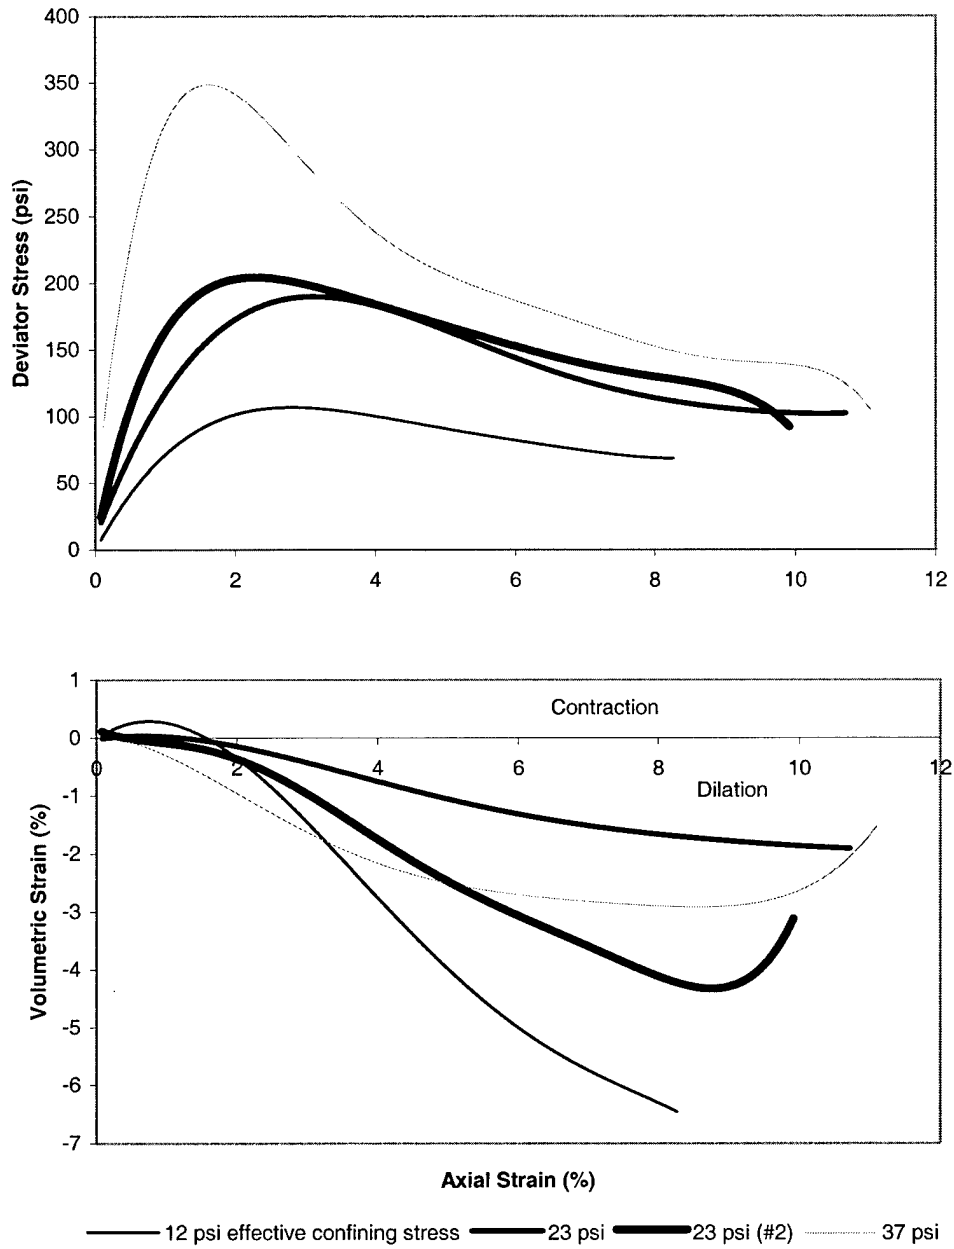 400
350
300
250
200
150
100
50
0
Deviator Stress (psi)
0 2 4 6 8 10 12
1
0
-1
-2
-3
-4
-5
-6
-7
Volumetric Strain (%)
Contraction
0 2 4 6 8 10 12
Dilation
Axial Strain (%)
12 psi effective confining stress 23 psi 23 psi (#2) 37 psi